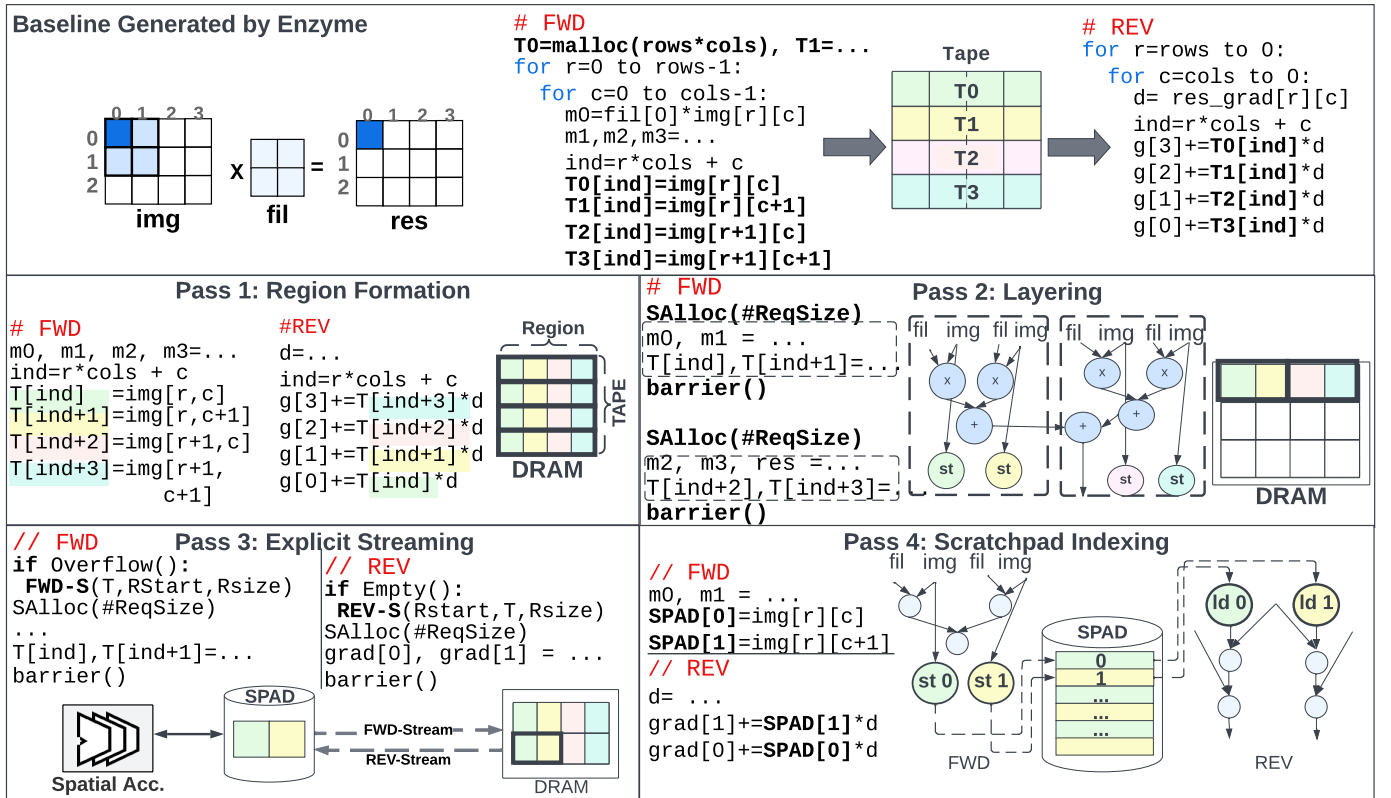 Baseline Generated by Enzyme
0 1 2 3
0
1
2
img
x
fil
=
0 1 2 3
0
1
2
res
# FWD
T0=malloc(rows*cols), T1=...
for r=0 to rows-1:
for c=0 to cols-1:
m0=fil[0]*img[r][c]
m1,m2,m3=...
ind=r*cols + c
T0[ind]=img[r][c]
T1[ind]=img[r][c+1]
T2[ind]=img[r+1][c]
T3[ind]=img[r+1][c+1]
Tape
T0
T1
T2
T3
# REV
for r=rows to 0:
for c=cols to 0:
d= res_grad[r][c]
ind=r*cols + c
g[3]+=T0[ind]*d
g[2]+=T1[ind]*d
g[1]+=T2[ind]*d
g[0]+=T3[ind]*d
Pass 1: Region Formation
# FWD
m0, m1, m2, m3=...
ind=r*cols + c
T[ind] =img[r,c]
T[ind+1]=img[r,c+1]
T[ind+2]=img[r+1,c]
T[ind+3]=img[r+1,
c+1]
#REV
d=...
ind=r*cols + c
g[3]+=T[ind+3]*d
g[2]+=T[ind+2]*d
g[1]+=T[ind+1]*d
g[0]+=T[ind]*d
Region
TAPE
DRAM
Pass 2: Layering
# FWD
SAlloc(#ReqSize)
m0, m1 = ...
T[ind],T[ind+1]=...
barrier()
SAlloc(#ReqSize)
m2, m3, res =...
T[ind+2],T[ind+3]=.
barrier()
fil img fil img
x x
+
st st
fil img fil img
x x
+
+
st st
DRAM
Pass 3: Explicit Streaming
// FWD
if Overflow():
FWD-S(T,RStart,Rsize)
SAlloc(#ReqSize)
...
T[ind],T[ind+1]=...
barrier()
// REV
if Empty():
REV-S(Rstart,T,Rsize)
SAlloc(#ReqSize)
grad[0], grad[1] = ...
barrier()
Spatial Acc.
SPAD
FWD-Stream
REV-Stream
DRAM
Pass 4: Scratchpad Indexing
// FWD
m0, m1 = ...
SPAD[0]=img[r][c]
SPAD[1]=img[r][c+1]
// REV
d= ...
grad[1]+=SPAD[1]*d
grad[0]+=SPAD[0]*d
fil img fil img
st 0 st 1
FWD
SPAD
0
1
...
...
...
ld 0 ld 1
REV